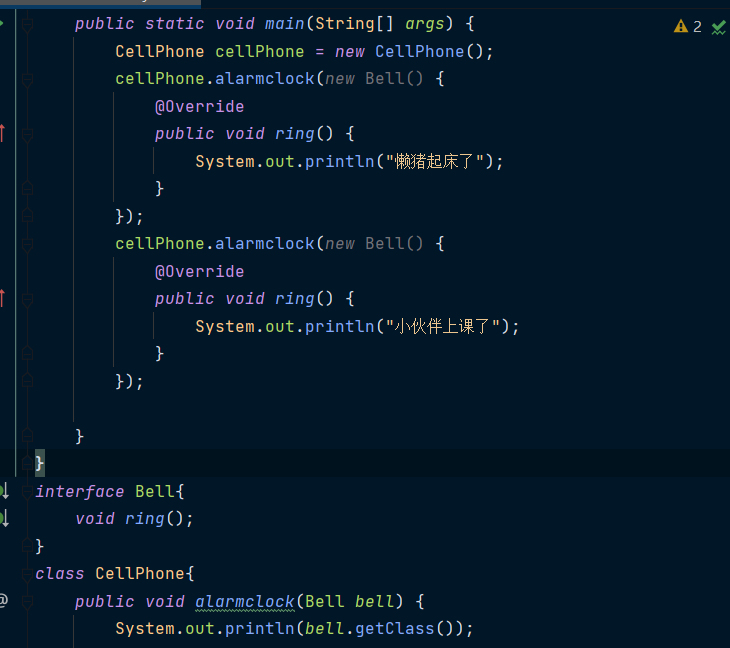 public static void main(String[] args) {
2
CellPhone cellPhone = new CellPhone();
cellPhone.alarmclock(new Bell() {
@Override
public void ring() {
System.out.println("懒猪起床了");
}
});
cellPhone.alarmclock(new Bell() {
@Override
public void ring() {
System.out.println("小伙伴上课了");
}
});
}
}
interface Bell{
void ring();
}
class CellPhone{
@
public void alarmclock(Bell bell) {
System.out.println(bell.getClass());